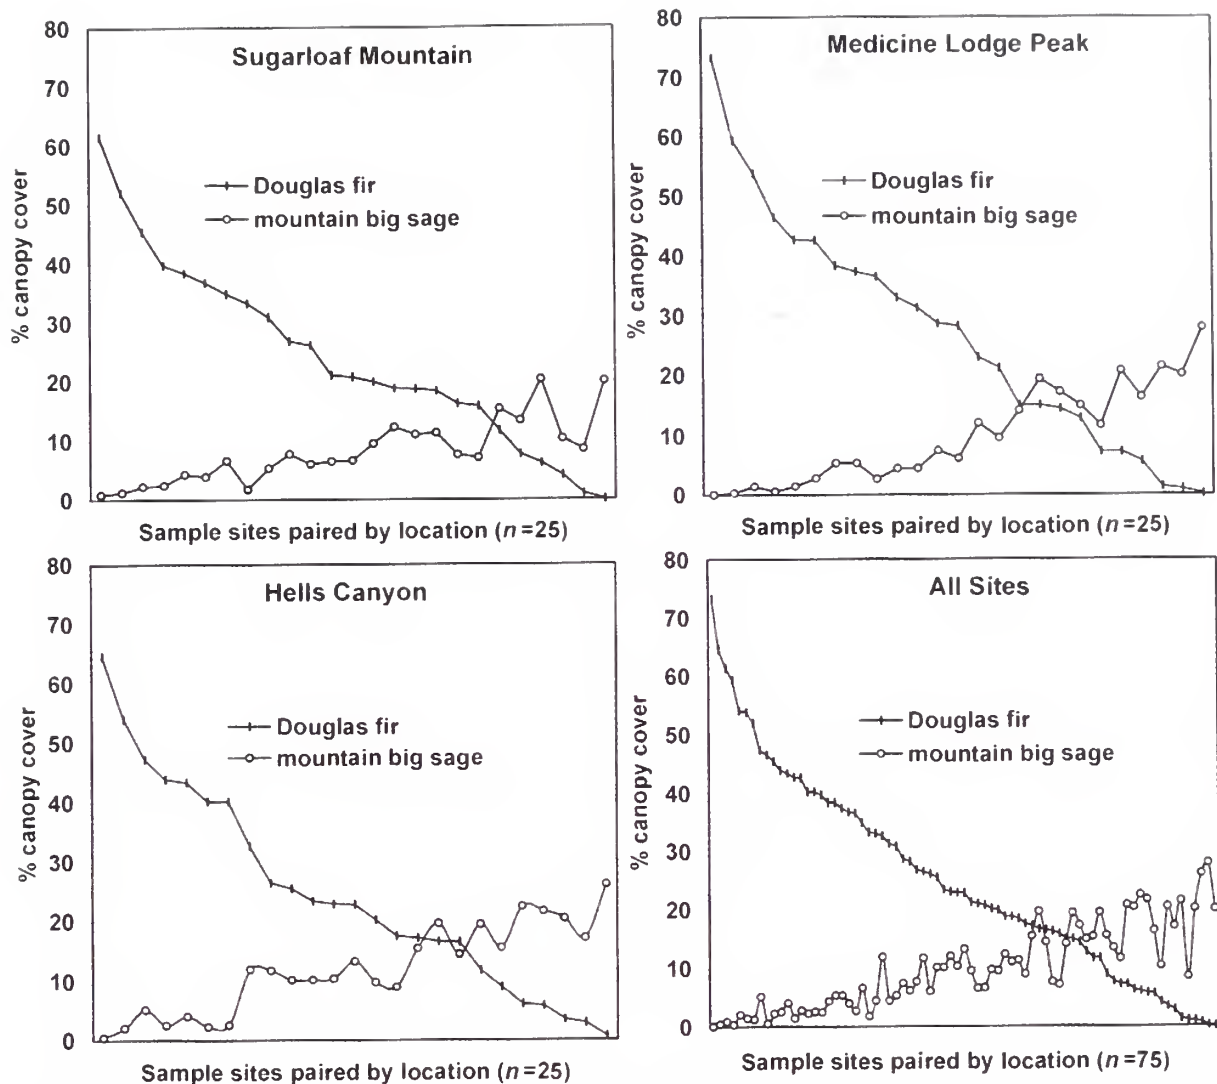 Sugarloaf Mountain
80
70
60
50
40
30
20
10
0
% canopy cover
Douglas fir
mountain big sage
Sample sites paired by location (n=25)
Medicine Lodge Peak
80
70
60
50
40
30
20
10
0
% canopy cover
Douglas fir
mountain big sage
Sample sites paired by location (n=25)
Hells Canyon
80
70
60
50
40
30
20
10
0
% canopy cover
Douglas fir
mountain big sage
Sample sites paired by location (n=25)
All Sites
80
70
60
50
40
30
20
10
0
% canopy cover
Douglas fir
mountain big sage
Sample sites paired by location (n=75)